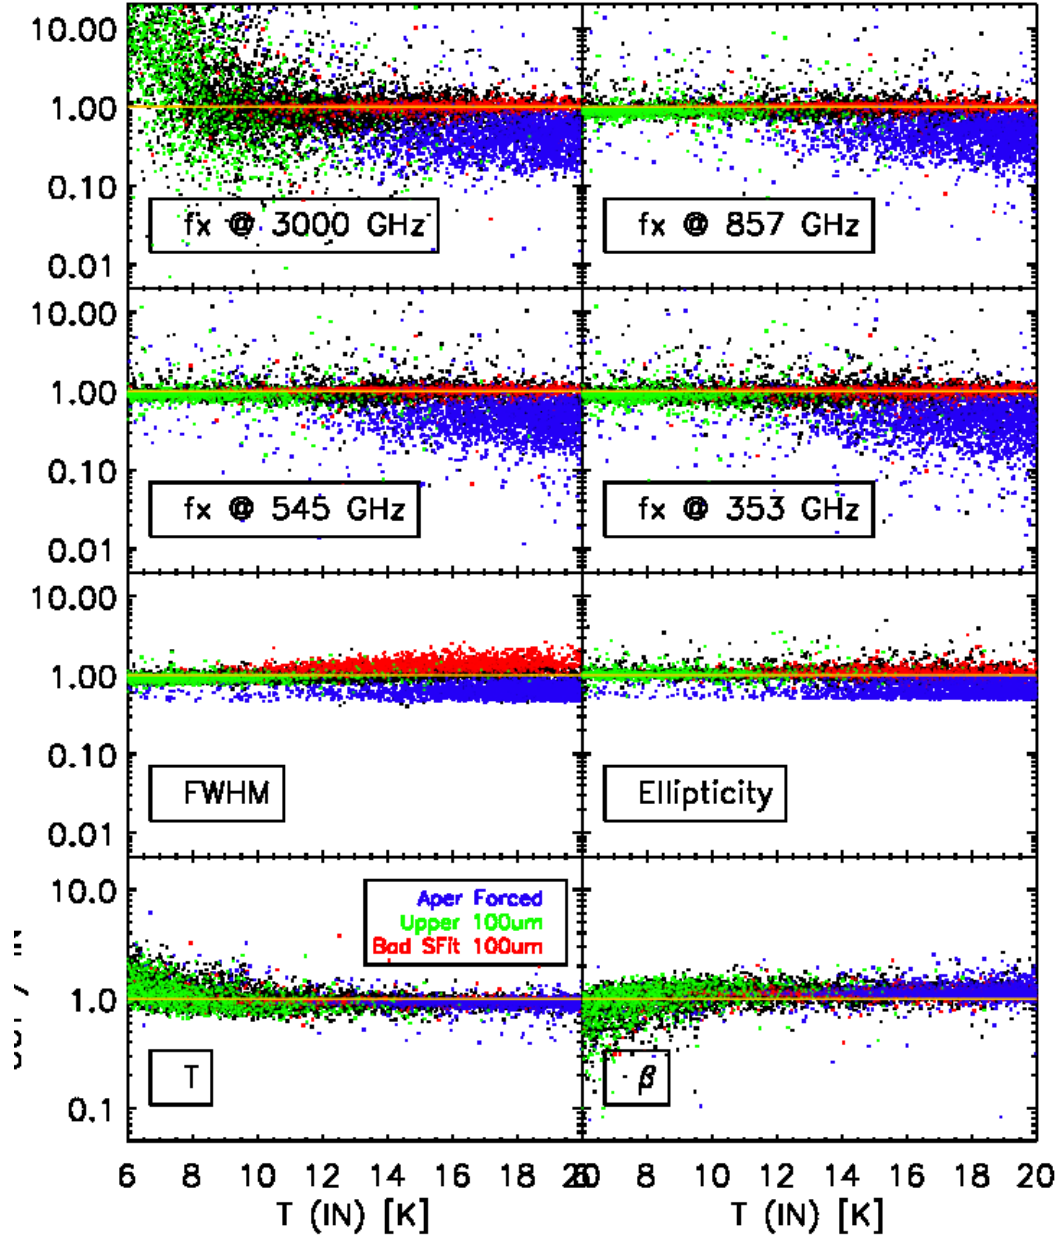 10.00
1.00
0.10
0.01
fx @ 3000 GHz
fx @ 857 GHz
10.00
1.00
0.10
0.01
fx @ 545 GHz
fx @ 353 GHz
10.00
1.00
0.10
0.01
FWHM
Ellipticity
10.0
1.0
0.1
Aper Forced
Upper 100um
Bad SFit 100um
T
β
6 8 10 12 14 16 18 8 10 12 14 16 18 20
T (IN) [K]
T (IN) [K]